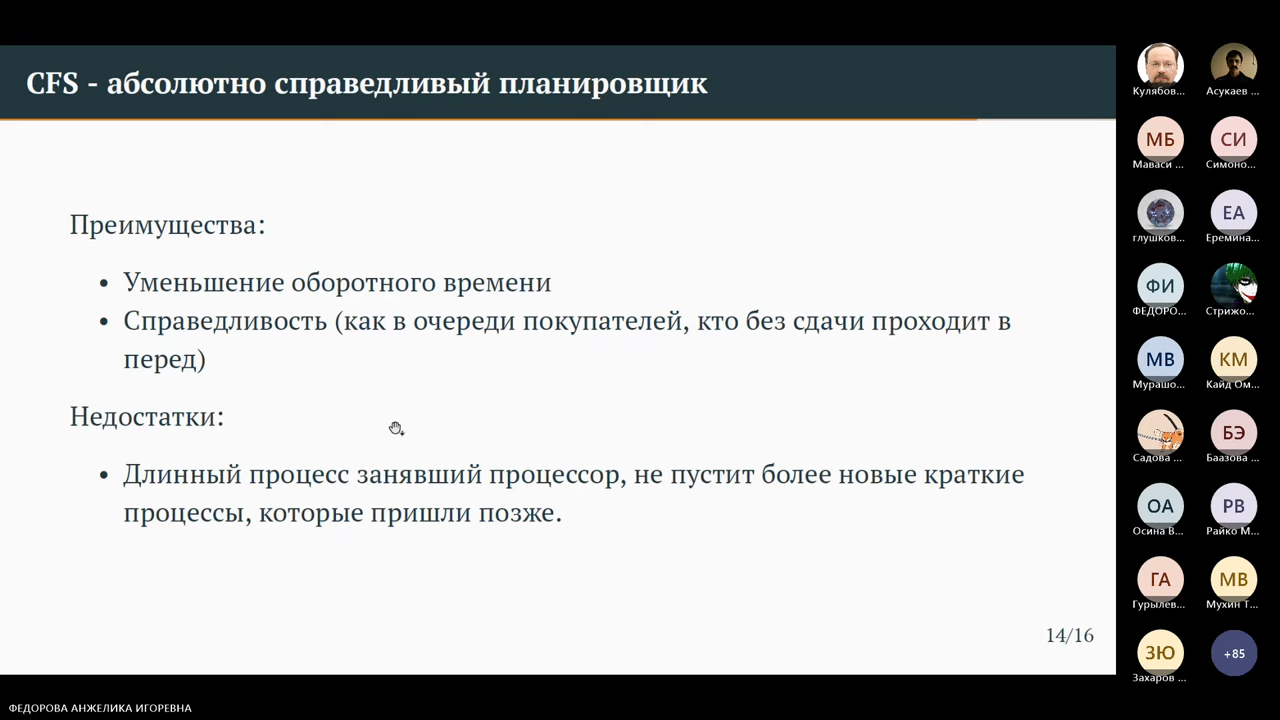 CFS - абсолютно справедливый планировщик
Преимущества:
• Уменьшение оборотного времени
• Справедливость (как в очереди покупателей, кто без сдачи проходит в
перед)
Недостатки:
• Длинный процесс занявший процессор, не пустит более новые краткие
процессы, которые пришли позже.
14/16
Кулябов...
Асукаев ...
МБ
СИ
Маваси ...
Симоно...
ЕА
глушков...
Еремина...
ФИ
ФЕДОРО...
Стрижо...
МВ
КМ
Мурашо...
Кайд Ом...
БЭ
Садова ...
Баазова ...
ОА
РВ
Осина В...
Райко М...
ГА
МВ
Гурылев...
Мухин Т...
ЗЮ
+85
Захаров ...
ФЕДОРОВА АНЖЕЛИКА ИГОРЕВНА